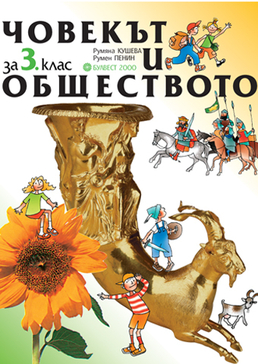 ЧОВЕКЪТ
за 3. клас
Румяна КУШЕВА
Румен ПЕНИН
БУЛВЕСТ 2000
И
ОБЩЕСТВОТО